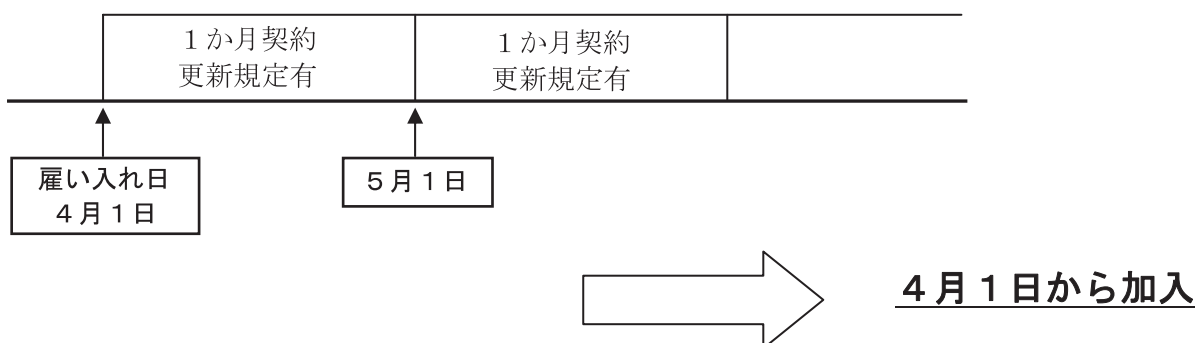 １か月契約
更新規定有
１か月契約
更新規定有
雇い入れ日
４月１日
５月１日
４月１日から加入